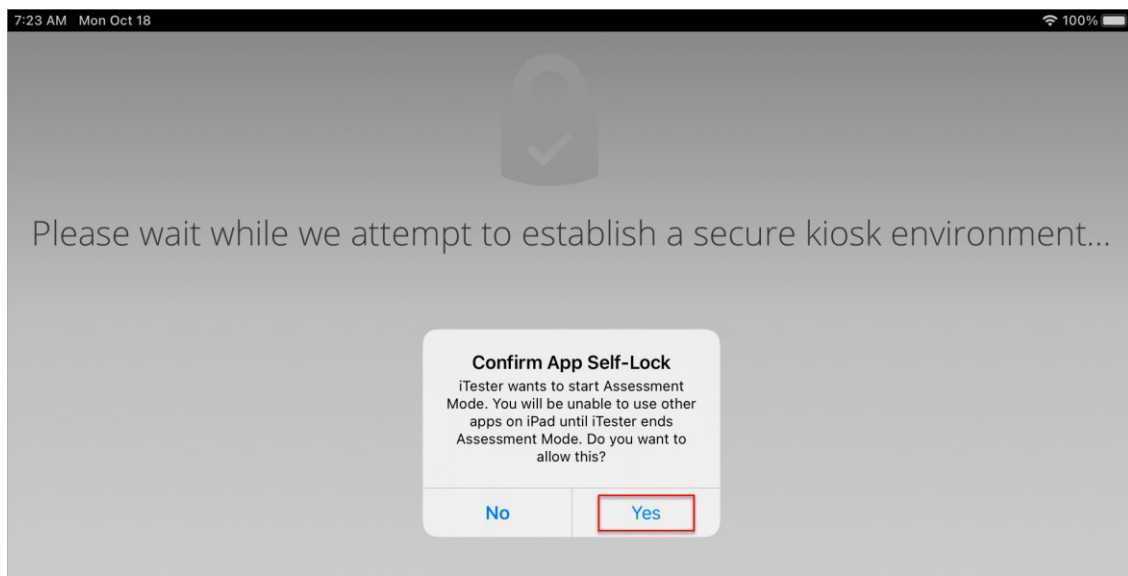 7:23 AM Mon Oct 18
100%
Please wait while we attempt to establish a secure kiosk environment...
Confirm App Self-Lock
iTester wants to start Assessment
Mode. You will be unable to use other
apps on iPad until iTester ends
Assessment Mode. Do you want to
allow this?
No Yes